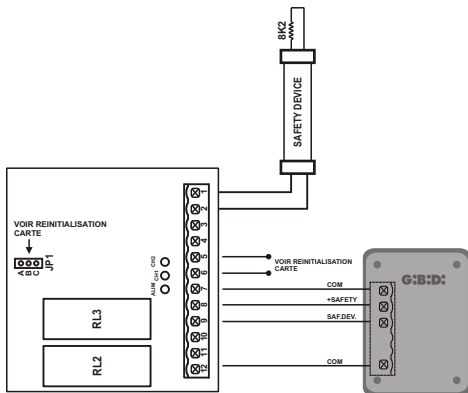 8K2
SAFETY DEVICE
VOIR REINITIALISATION
CARTE
A B C
JP1
CH2
CH1
ALIM
1
2
3
4
5
6
7
8
9
10
11
12
VOIR REINITIALISATION
CARTE
COM
+SAFETY
SAF.DEV.
COM
G:B:D:
RL3
RL2